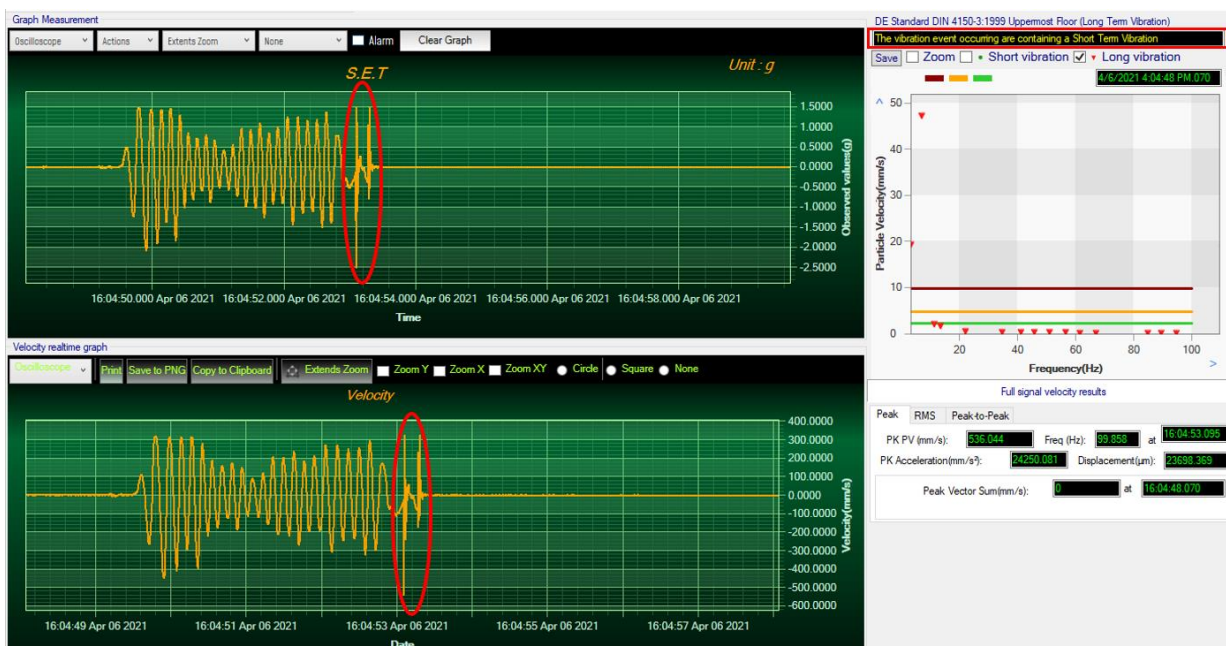 Graph Measurement
Oscilloscope Actions Extents Zoom None Alarm Clear Graph
S.E.T
Unit : g
1.5000
1.0000
0.5000
0.0000
-0.5000
-1.0000
-1.5000
-2.0000
-2.5000
Observed values(g)
16:04:50.000 Apr 06 2021 16:04:52.000 Apr 06 2021 16:04:54.000 Apr 06 2021 16:04:56.000 Apr 06 2021 16:04:58.000 Apr 06 2021
Time
Velocity realtime graph
Oscilloscope Print Save to PNG Copy to Clipboard Extends Zoom Zoom Y Zoom X Zoom XY Circle Square None
Velocity
400.0000
300.0000
200.0000
100.0000
0.0000
-100.0000
-200.0000
-300.0000
-400.0000
-500.0000
-600.0000
Velocity(mm/s)
16:04:49 Apr 06 2021 16:04:51 Apr 06 2021 16:04:53 Apr 06 2021 16:04:55 Apr 06 2021 16:04:57 Apr 06 2021
Date
DE Standard DIN 4150-3:1999 Uppermost Floor (Long Term Vibration)
The vibration event occurring are containing a Short Term Vibration
Save Zoom Short vibration Long vibration
4/6/2021 4:04:48 PM.070
50
40
30
20
10
0
Particle Velocity(mm/s)
20 40 60 80 100
Frequency(Hz)
Full signal velocity results
Peak RMS Peak-to-Peak
PK PV (mm/s): 536.044 Freq (Hz): 99.858 at 16:04:53.095
PK Acceleration(mm/s²): 24250.081 Displacement(µm): 23698.369
Peak Vector Sum(mm/s): 0 at 16:04:48.070